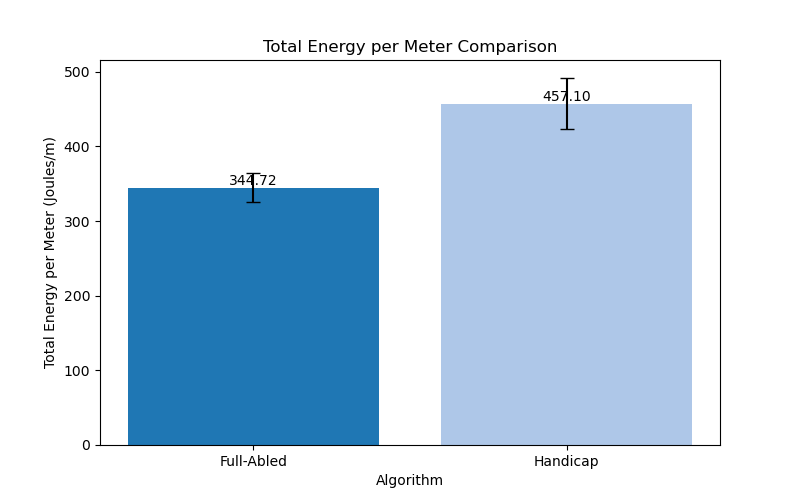 Total Energy per Meter Comparison
Total Energy per Meter (Joules/m)
500
400
300
200
100
0
344.72
457.10
Full-Abled
Handicap
Algorithm